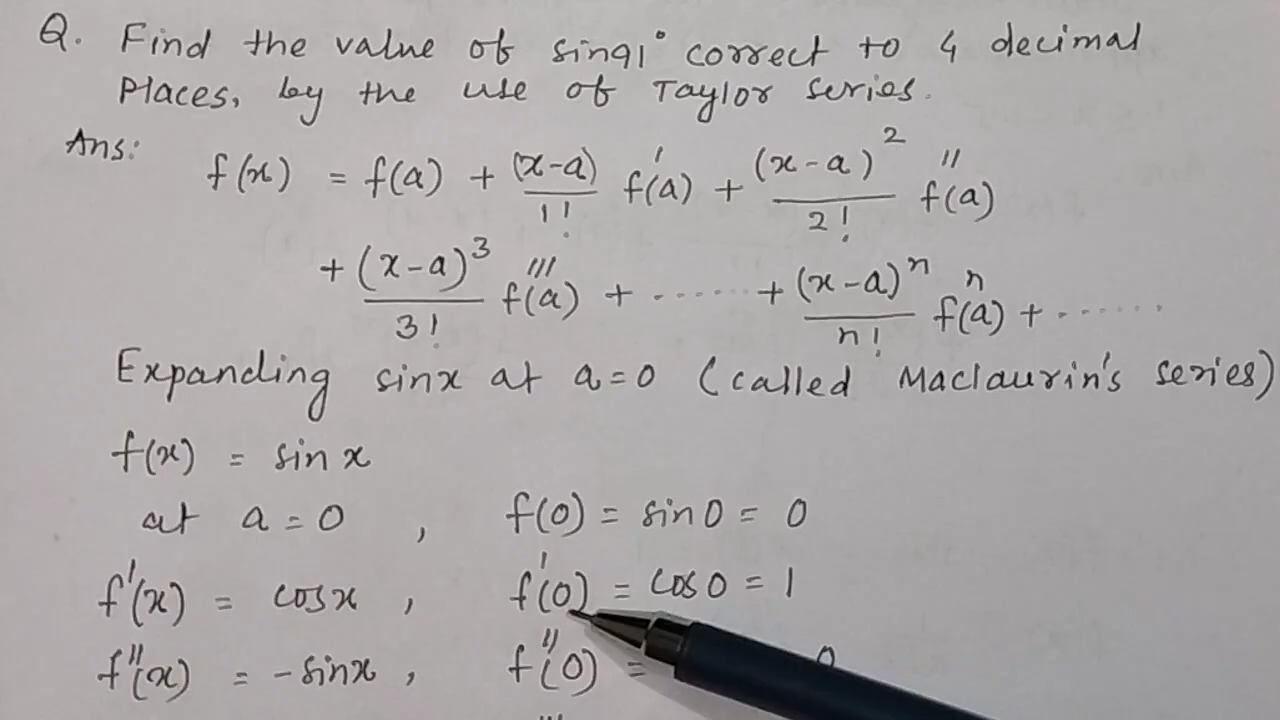 Q. Find the value of sin91° correct to 4 decimal
Places, by the use of Taylor series.
Ans:
f(x) = f(a) + (x-a)/1! f'(a) + (x-a)²/2! f''(a)
+ (x-a)³/3! f'''(a) + ...... + (x-a)ⁿ/n! fⁿ(a) + ......
Expanding sinx at a=0 (called Maclaurin's series)
f(x) = sinx
at a=0 , f(0) = sin0 = 0
f'(x) = cosx , f'(0) = cos0 = 1
f''(x) = -sinx , f''(0) = 0